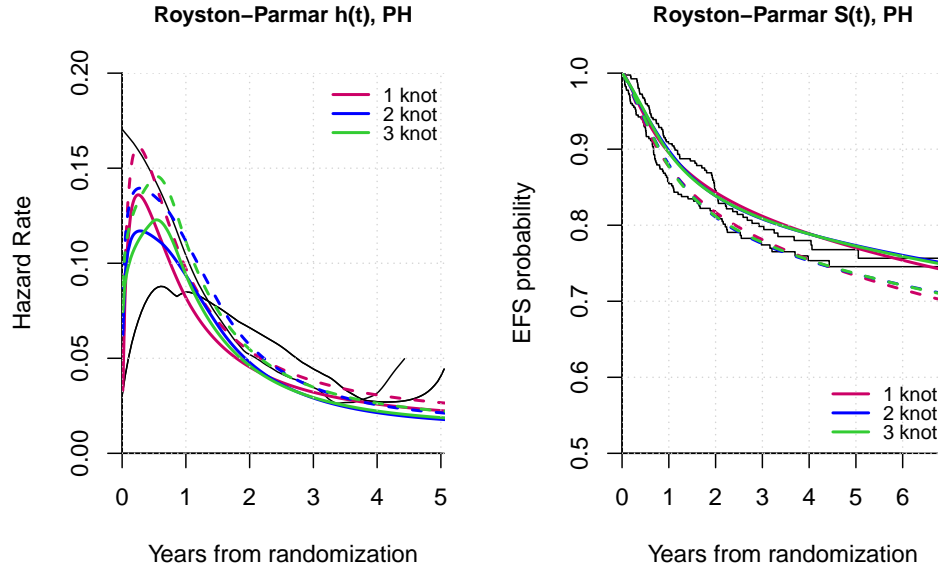 Royston−Parmar h(t), PH
0.20
0.15
0.10
0.05
0.00
Hazard Rate
1 knot
2 knot
3 knot
0 1 2 3 4 5
Years from randomization
Royston−Parmar S(t), PH
1.0
0.9
0.8
0.7
0.6
0.5
EFS probability
1 knot
2 knot
3 knot
0 1 2 3 4 5 6
Years from randomization